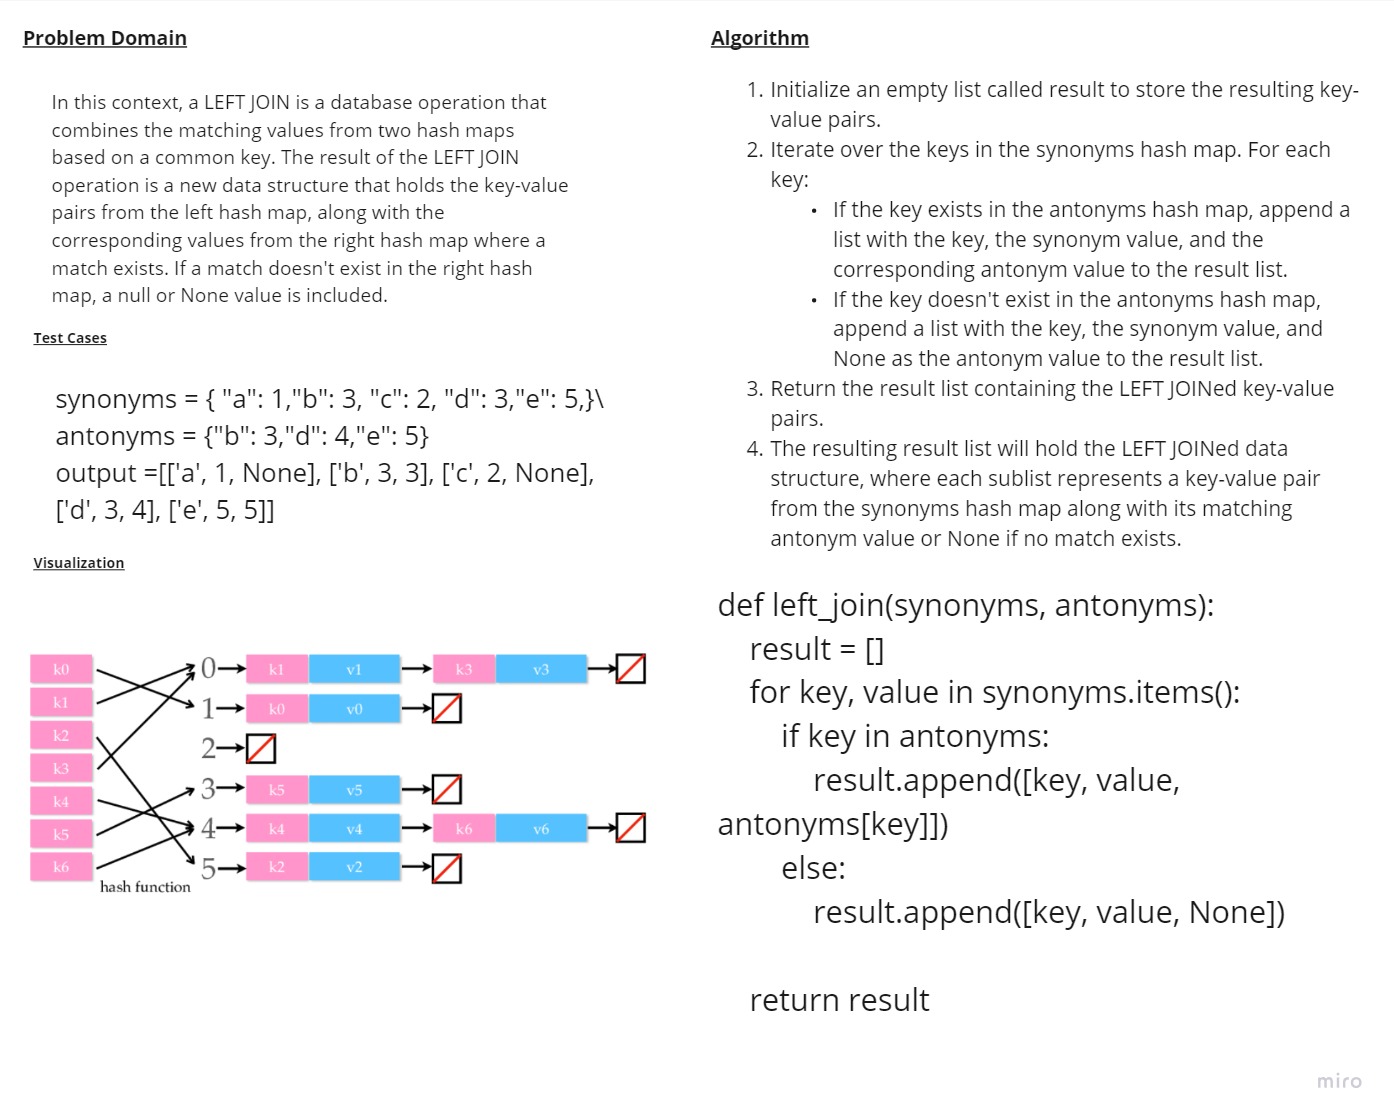 Problem Domain
In this context, a LEFT JOIN is a database operation that
combines the matching values from two hash maps
based on a common key. The result of the LEFT JOIN
operation is a new data structure that holds the key-value
pairs from the left hash map, along with the
corresponding values from the right hash map where a
match exists. If a match doesn't exist in the right hash
map, a null or None value is included.
Test Cases
synonyms = { "a": 1,"b": 3, "c": 2, "d": 3,"e": 5,}\
antonyms = {"b": 3,"d": 4,"e": 5}
output =[['a', 1, None], ['b', 3, 3], ['c', 2, None],
['d', 3, 4], ['e', 5, 5]]
Visualization
k0
k1
k2
k3
k4
k5
k6
hash function
0 k1 v1 k3 v3
1 k0 v0
2
3 k5 v5
4 k4 v4 k6 v6
5 k2 v2
Algorithm
1. Initialize an empty list called result to store the resulting key-
value pairs.
2. Iterate over the keys in the synonyms hash map. For each
key:
• If the key exists in the antonyms hash map, append a
list with the key, the synonym value, and the
corresponding antonym value to the result list.
• If the key doesn't exist in the antonyms hash map,
append a list with the key, the synonym value, and
None as the antonym value to the result list.
3. Return the result list containing the LEFT JOINed key-value
pairs.
4. The resulting result list will hold the LEFT JOINed data
structure, where each sublist represents a key-value pair
from the synonyms hash map along with its matching
antonym value or None if no match exists.
def left_join(synonyms, antonyms):
result = []
for key, value in synonyms.items():
if key in antonyms:
result.append([key, value,
antonyms[key]])
else:
result.append([key, value, None])
return result
miro